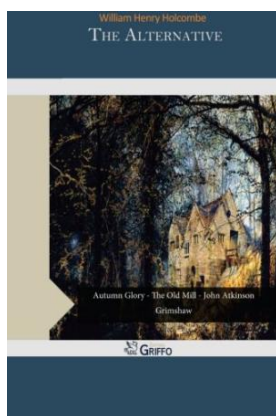 William Henry Holcombe
THE ALTERNATIVE
Autumn Glory - The Old Mill - John Atkinson
Grimshaw
GRIFFO